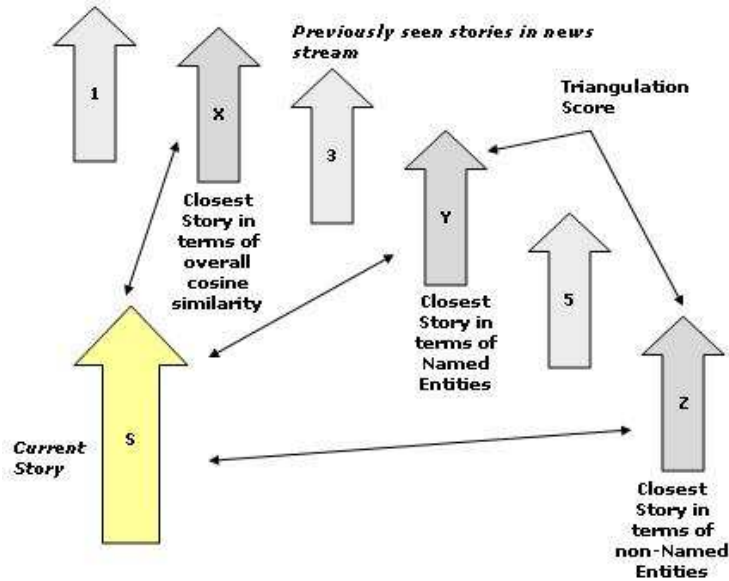 Previously seen stories in news
stream
1
X
3
Triangulation
Score
Y
Closest
Story in
terms of
overall
cosine
similarity
5
Closest
Story in
terms of
Named
Entities
Z
S
Current
Story
Closest
Story in
terms of
non-Named
Entities